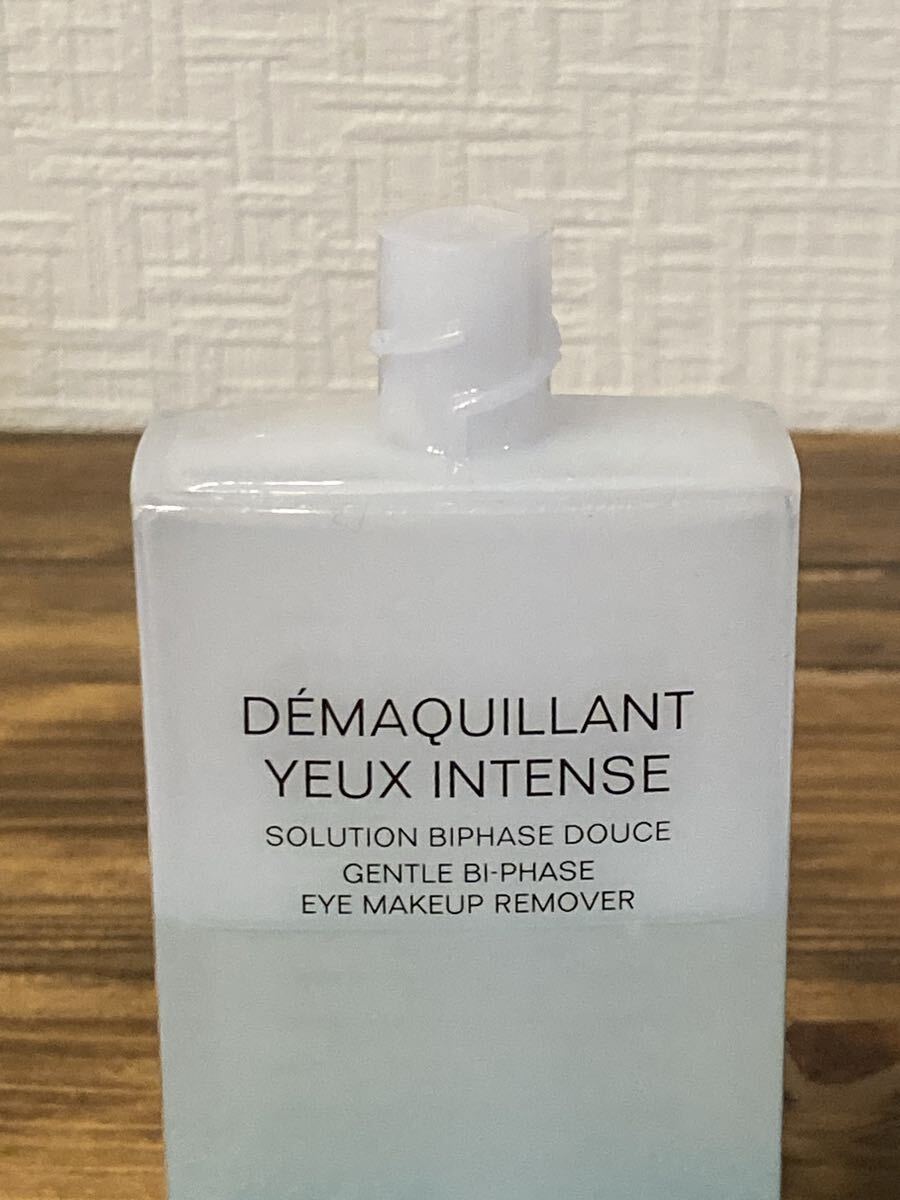 DÉMAQUILLANT
YEUX INTENSE
SOLUTION BIPHASE DOUCE
GENTLE BI-PHASE
EYE MAKEUP REMOVER